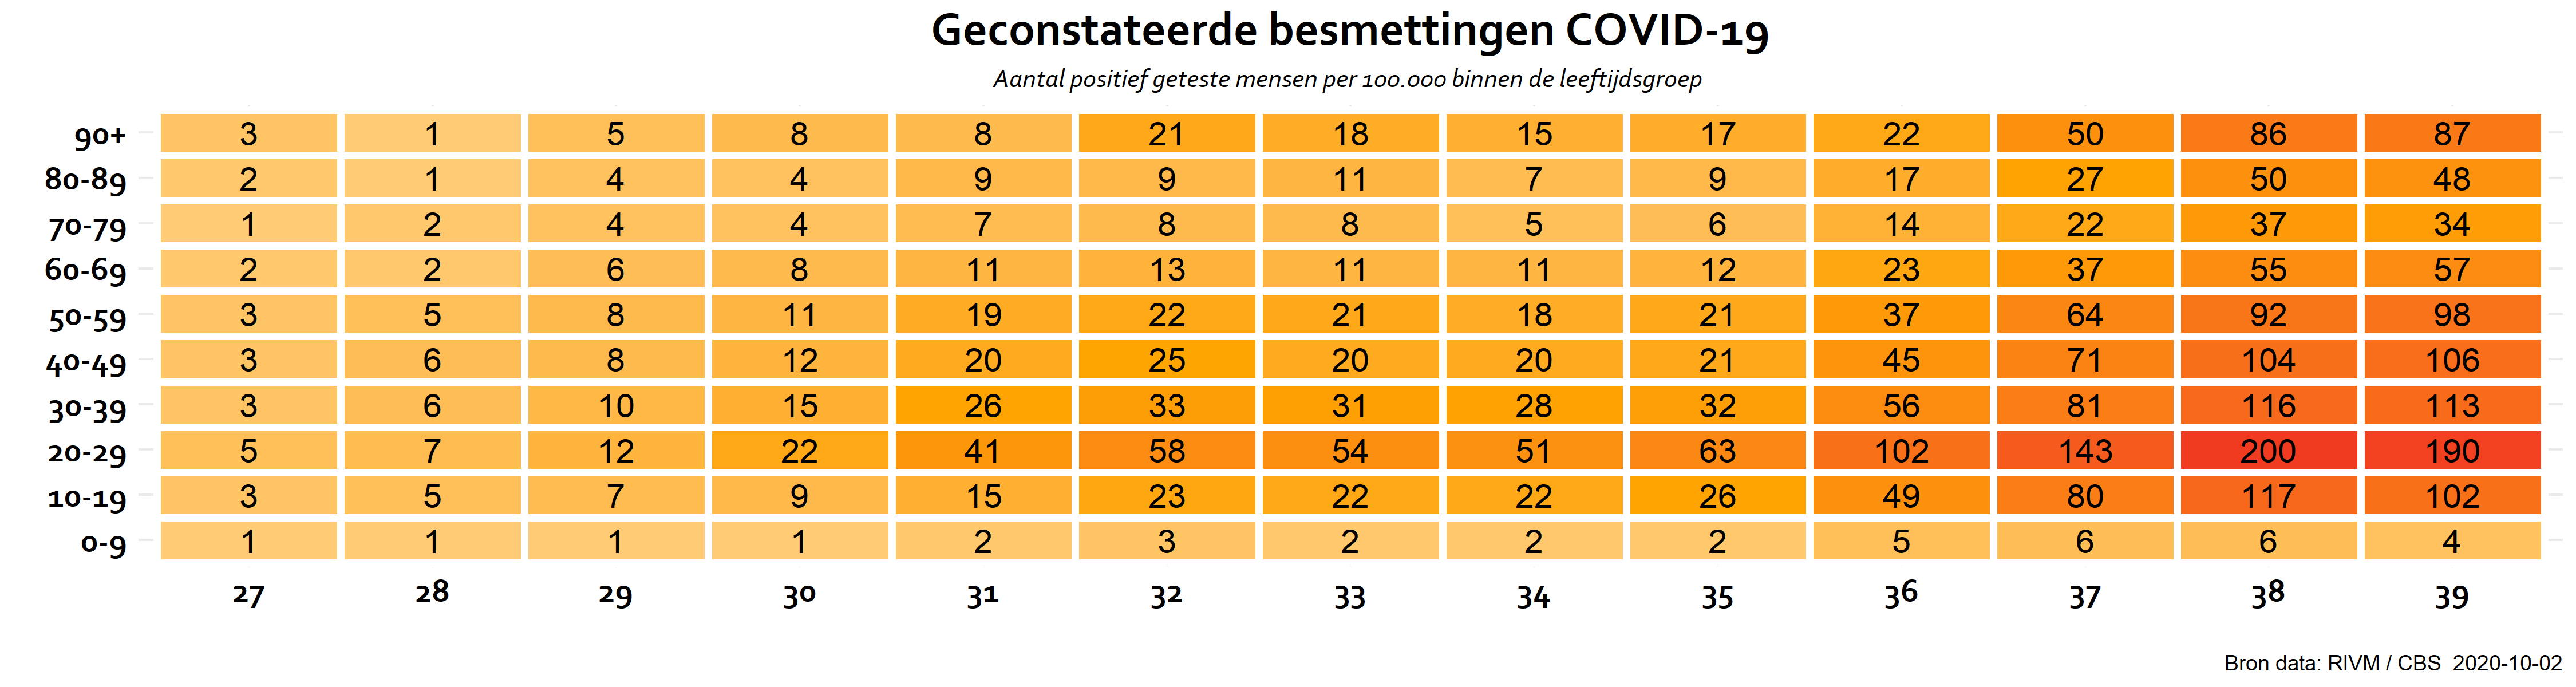 Geconstateerde besmettingen COVID-19
Aantal positief geteste mensen per 100.000 binnen de leeftijdsgroep
90+ 3 1 5 8 8 21 18 15 17 22 50 86 87
80-89 2 1 4 4 9 9 11 7 9 17 27 50 48
70-79 1 2 4 4 7 8 8 5 6 14 22 37 34
60-69 2 2 6 8 11 13 11 11 12 23 37 55 57
50-59 3 5 8 11 19 22 21 18 21 37 64 92 98
40-49 3 6 8 12 20 25 20 20 21 45 71 104 106
30-39 3 6 10 15 26 33 31 28 32 56 81 116 113
20-29 5 7 12 22 41 58 54 51 63 102 143 200 190
10-19 3 5 7 9 15 23 22 22 26 49 80 117 102
0-9 1 1 1 1 2 3 2 2 2 5 6 6 4
27 28 29 30 31 32 33 34 35 36 37 38 39
Bron data: RIVM / CBS 2020-10-02